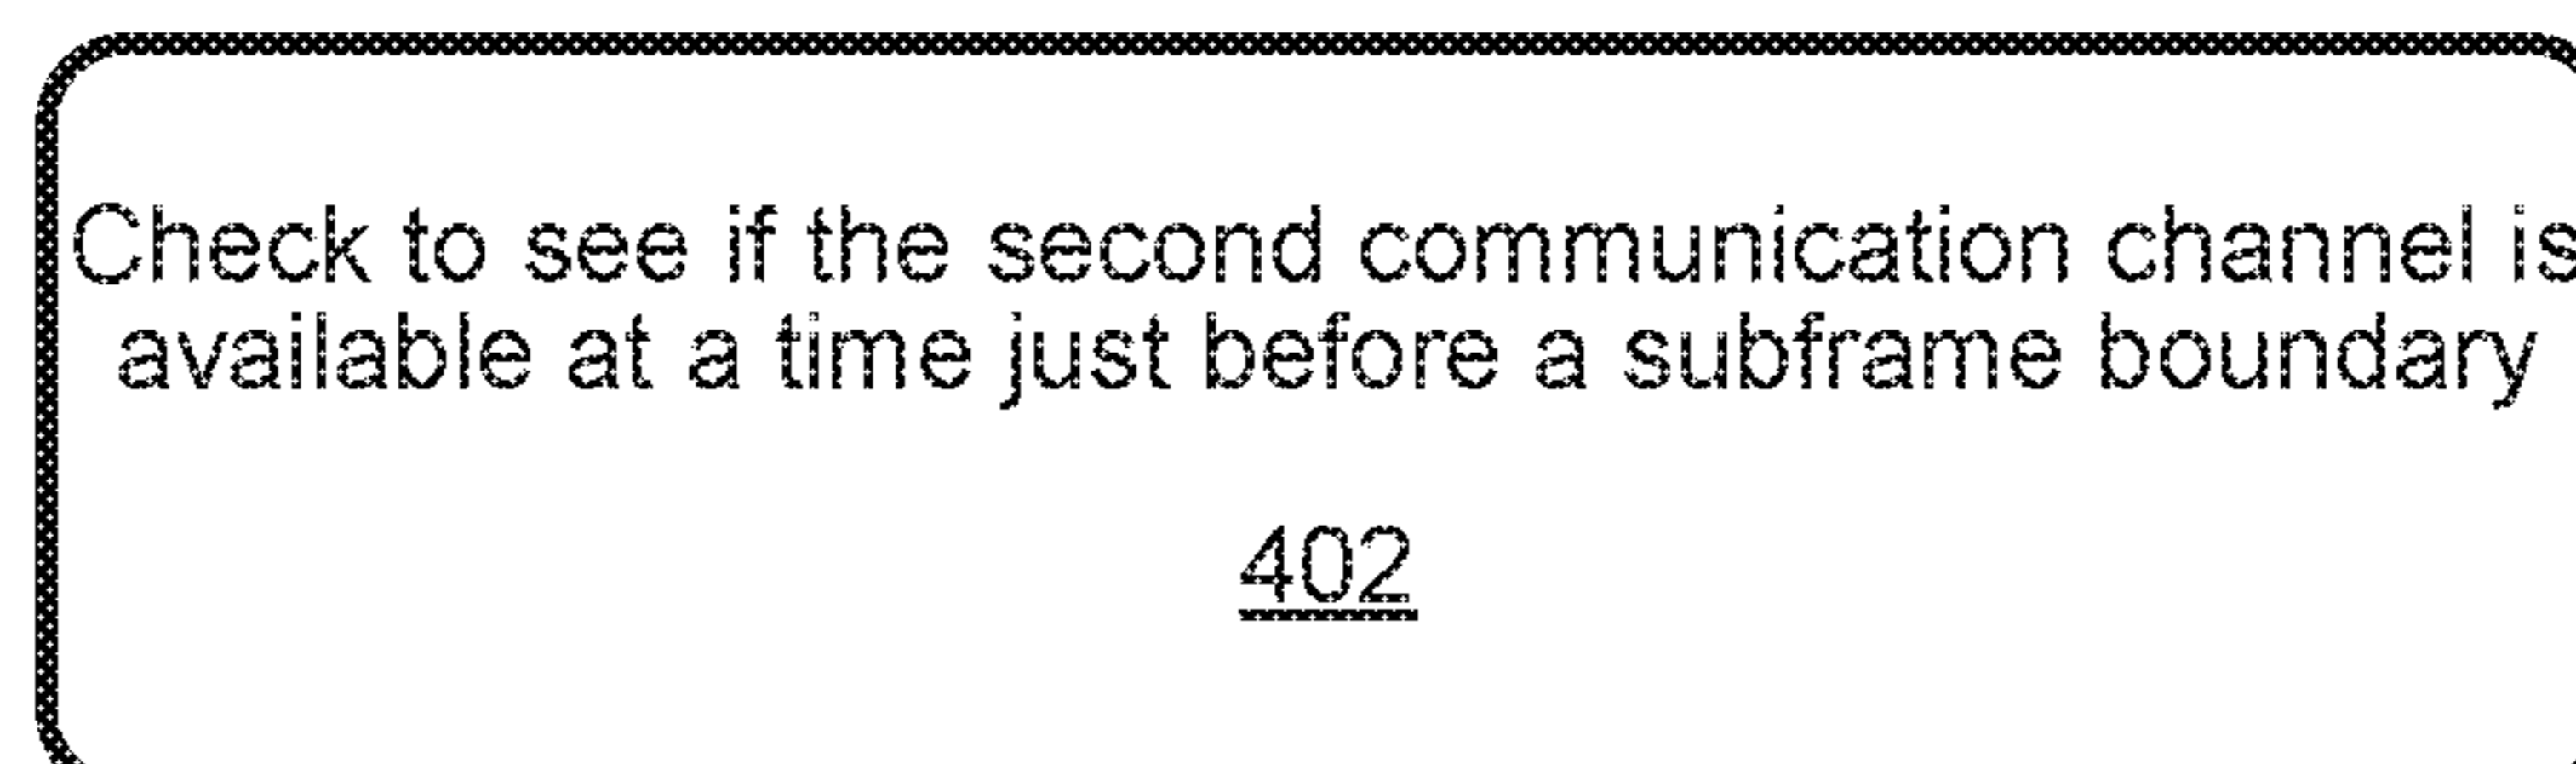 Check to see if the second communication channel is
available at a time just before a subframe boundary
402